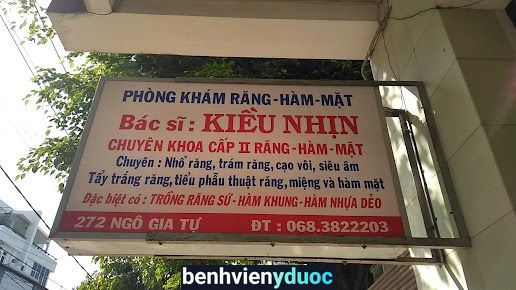 PHÒNG KHÁM RĂNG-HÀM-MẶT
Bác sĩ: KIỀU NHỊN
CHUYÊN KHOA CẤP II RĂNG-HÀM-MẶT
Chuyên: Nhổ răng, trám răng, cạo vôi, siêu âm
Tẩy trắng răng, tiểu phẫu thuật răng, miệng và hàm mặt
Đặc biệt có: TRỒNG RĂNG SỨ-HÀM KHUNG-HÀM NHỰA DẺO
272 NGÔ GIA TỰ ĐT: 068.3822203
benhvienyduoc